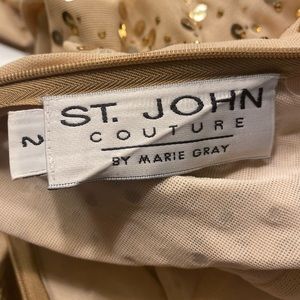 ST. JOHN
COUTURE
BY MARIE GRAY
2